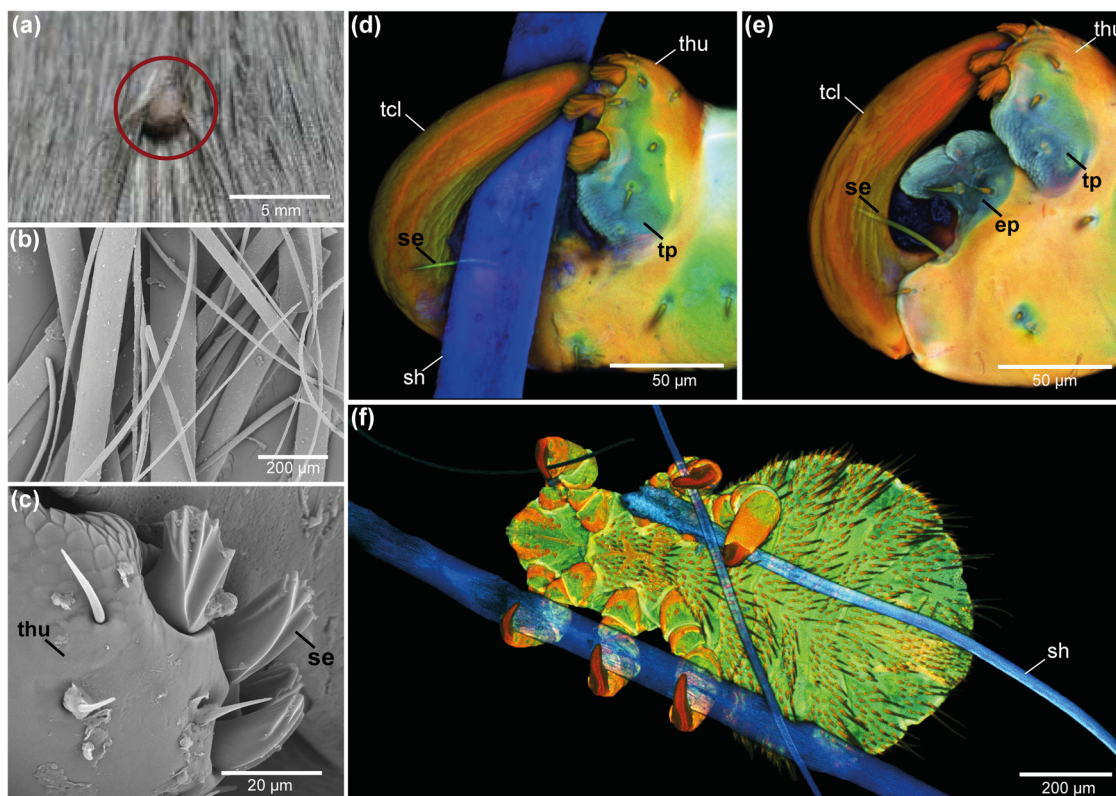 (a)
5 mm
(b)
200 µm
(c)
thu
se
20 µm
(d)
thu
tcl
se
tp
sh
50 µm
(e)
thu
tcl
se
tp
ep
50 µm
(f)
sh
200 µm